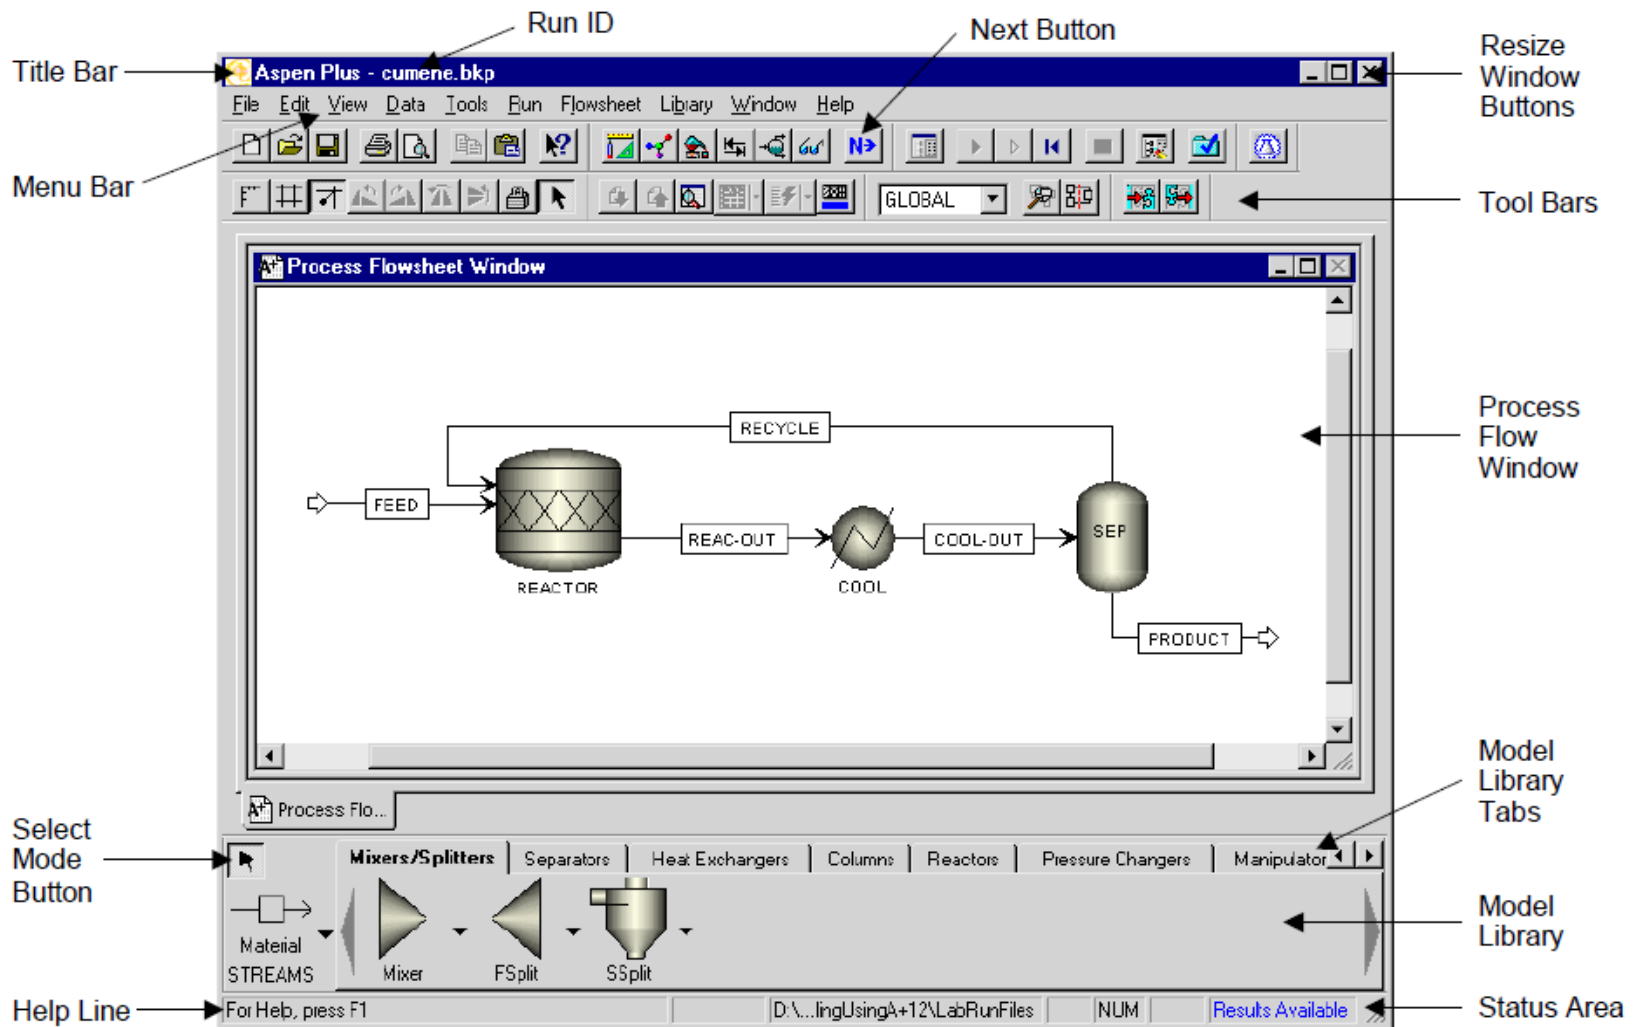 Run ID
Next Button
Title Bar
Aspen Plus - cumene.bkp
Resize
Window
Buttons
File Edit View Data Tools Run Flowsheet Library Window Help
N
Menu Bar
GLOBAL
Tool Bars
Process Flowsheet Window
RECYCLE
Process
Flow
Window
FEED
REAC-OUT
COOL-OUT
SEP
REACTOR
COOL
PRODUCT
Process Flo...
Model
Library
Tabs
Select
Mode
Button
Mixers/Splitters Separators Heat Exchangers Columns Reactors Pressure Changers Manipulator
Material
STREAMS
Mixer FSplit SSplit
Model
Library
Help Line
For Help, press F1
D:\...lingUsingA+12\LabRunFiles
NUM
Results Available
Status Area